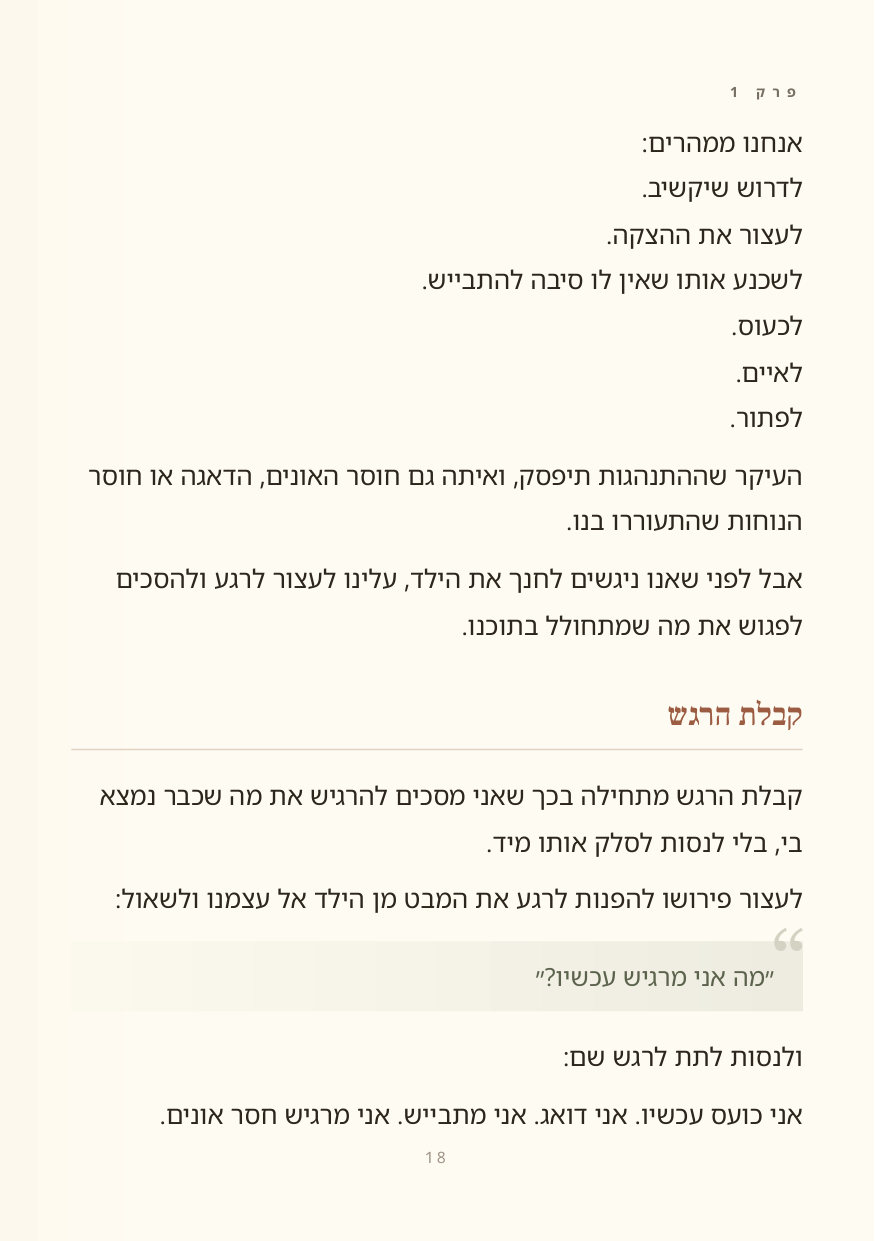 פרק 1
אנחנו ממהרים:
לדרוש שיקשיב.
לעצור את ההצקה.
לשכנע אותו שאין לו סיבה להתבייש.
לכעוס.
לאיים.
לפתור.
העיקר שההתנהגות תיפסק, ואיתה גם חוסר האונים, הדאגה או חוסר
הנוחות שהתעוררו בנו.
אבל לפני שאנו ניגשים לחנך את הילד, עלינו לעצור לרגע ולהסכים
לפגוש את מה שמתחולל בתוכנו.
קבלת הרגש
קבלת הרגש מתחילה בכך שאני מסכים להרגיש את מה שכבר נמצא
בי, בלי לנסות לסלק אותו מיד.
לעצור פירושו להפנות לרגע את המבט מן הילד אל עצמנו ולשאול:
״מה אני מרגיש עכשיו?״
ולנסות לתת לרגש שם:
אני כועס עכשיו. אני דואג. אני מתבייש. אני מרגיש חסר אונים.
18